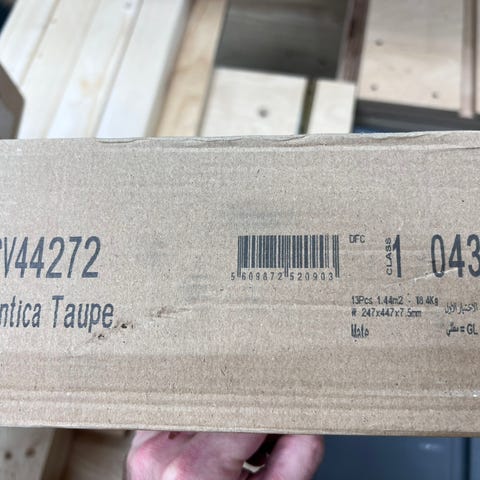 V44272
ntica Taupe
5 609872 520903
DFC
CLASS 1 043
13Pcs 1.44m2 - 18.4Kg
# 247x447x7.5mm
الاختيار الأول
= GL